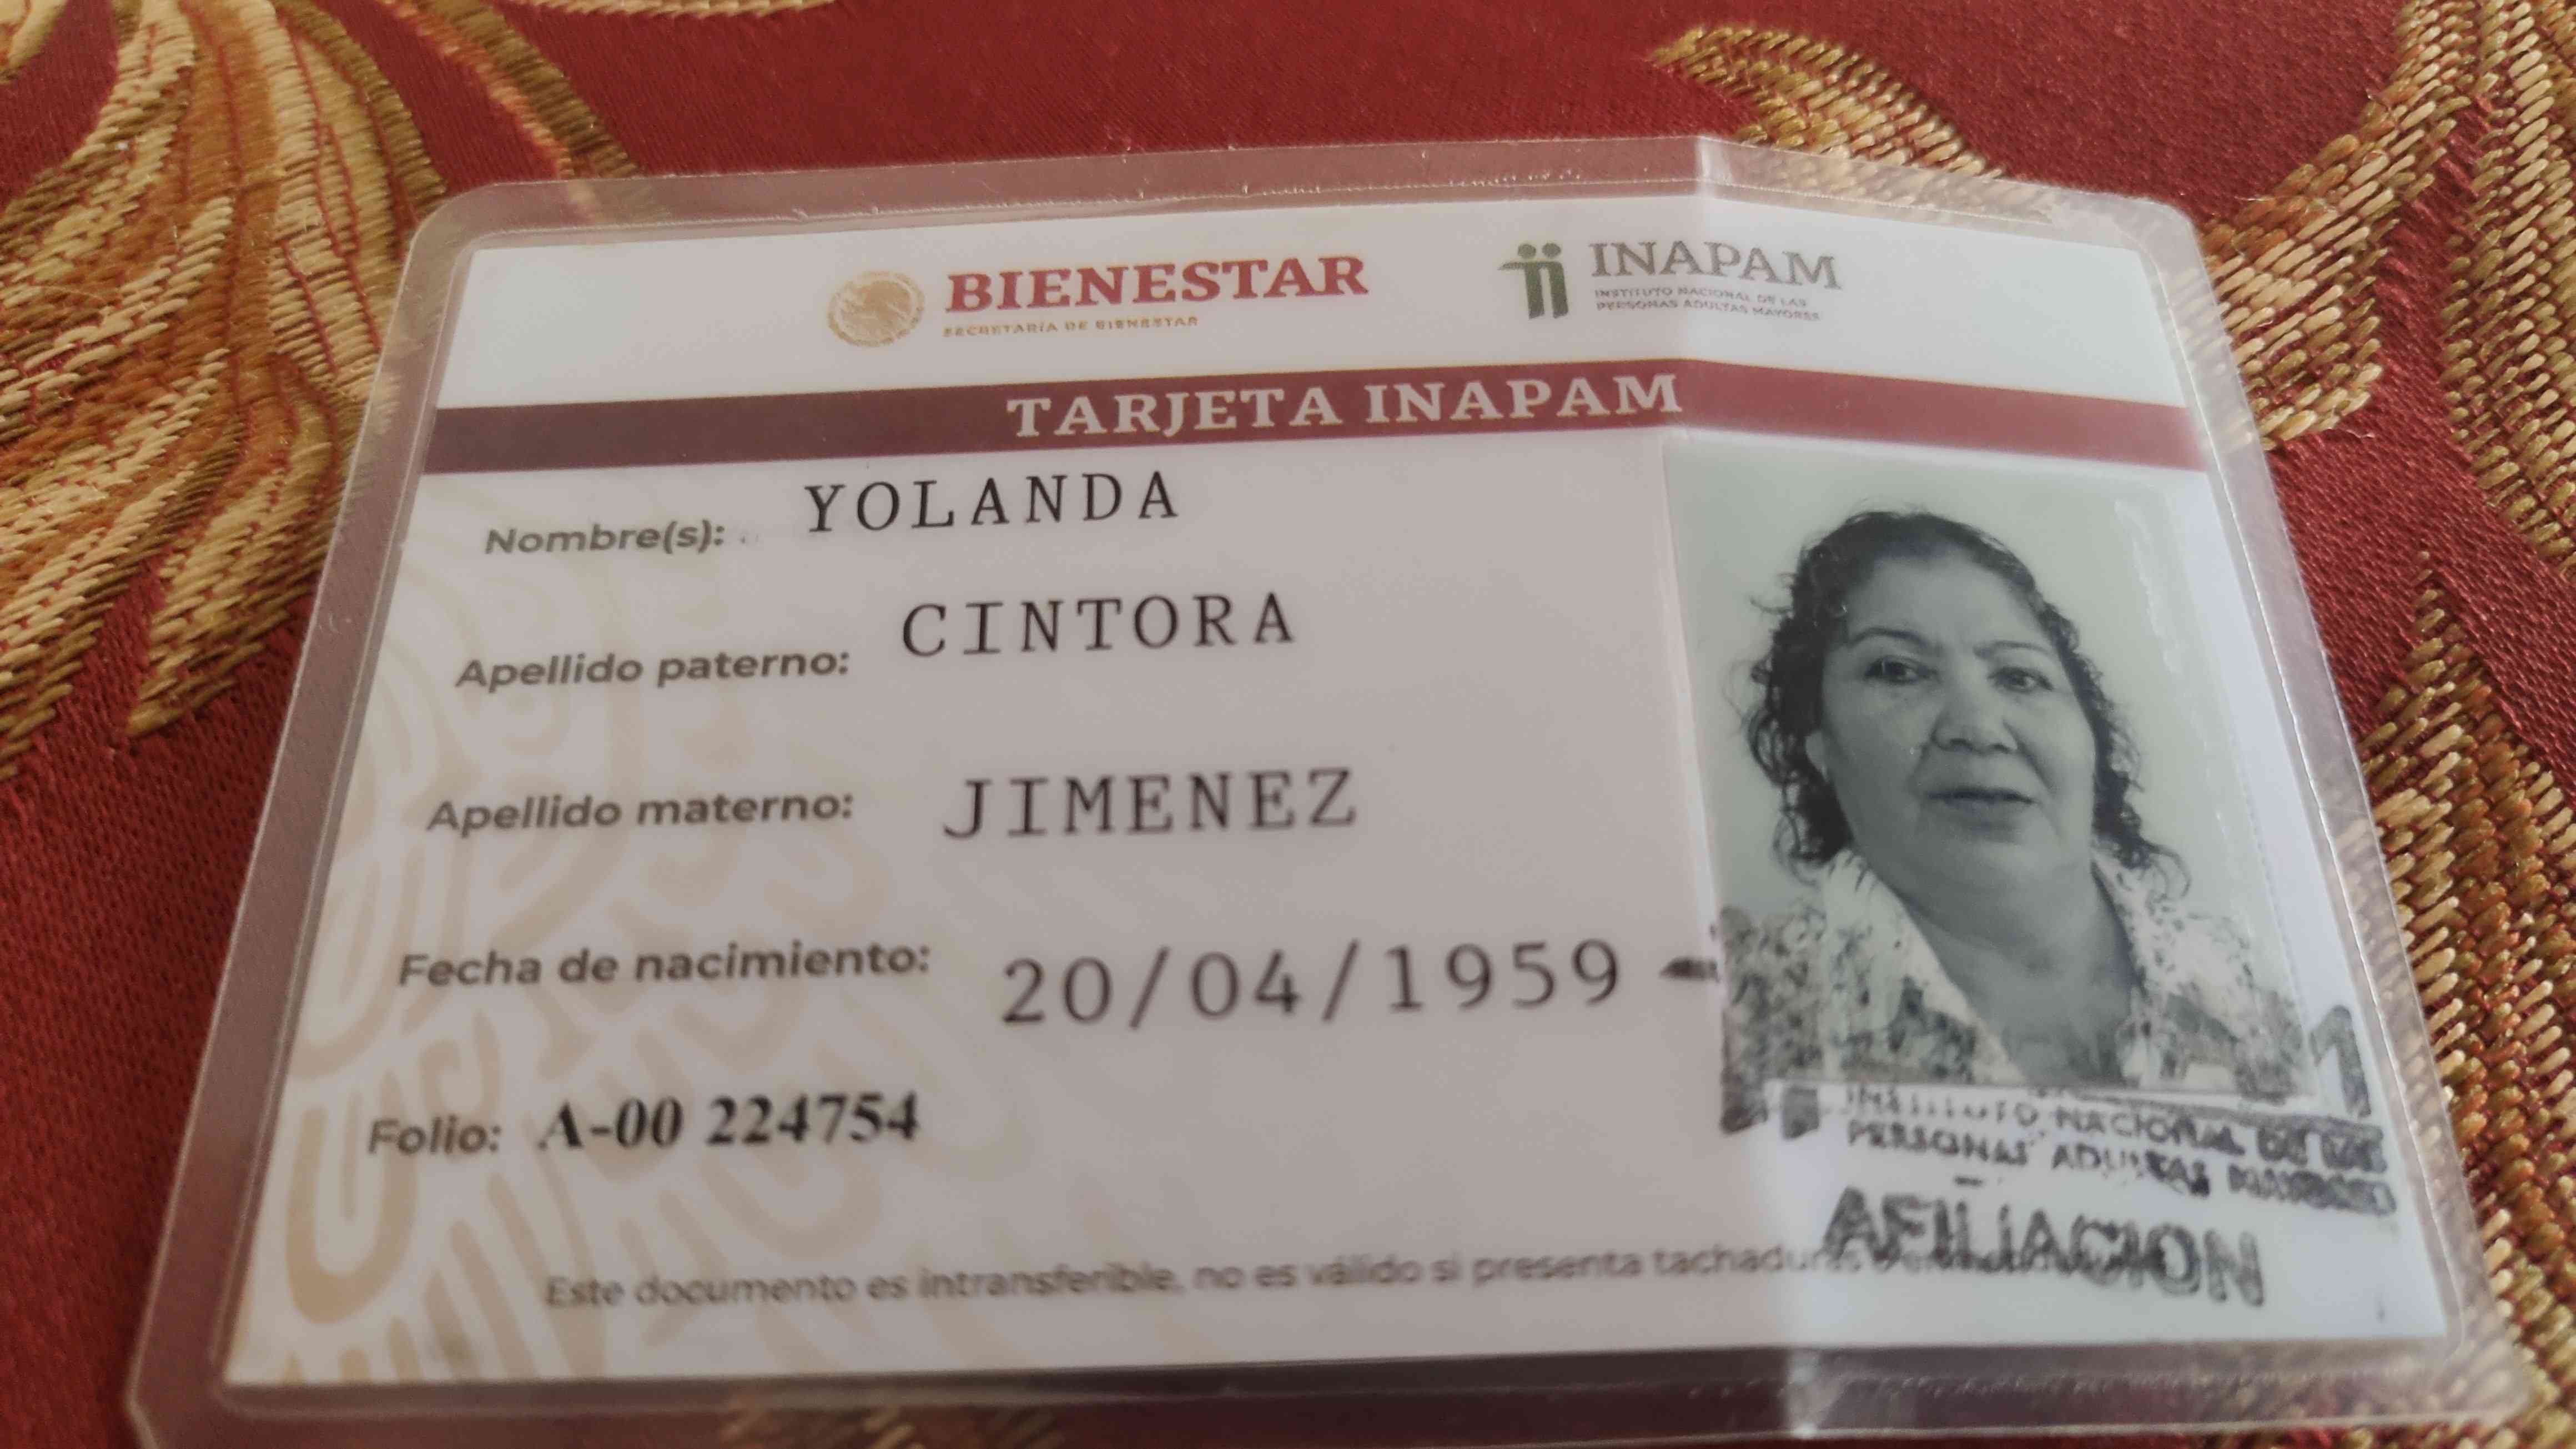 BIENESTAR
SECRETARÍA DE BIENESTAR
INAPAM
INSTITUTO NACIONAL DE LAS
PERSONAS ADULTAS MAYORES
TARJETA INAPAM
Nombre(s): YOLANDA
Apellido paterno: CINTORA
Apellido materno: JIMENEZ
Fecha de nacimiento: 20/04/1959
Folio: A-00 224754
INSTITUTO NACIONAL DE LAS
PERSONAS ADULTAS MAYORES
AFILIACION
Este documento es intransferible, no es válido si presenta tachaduras